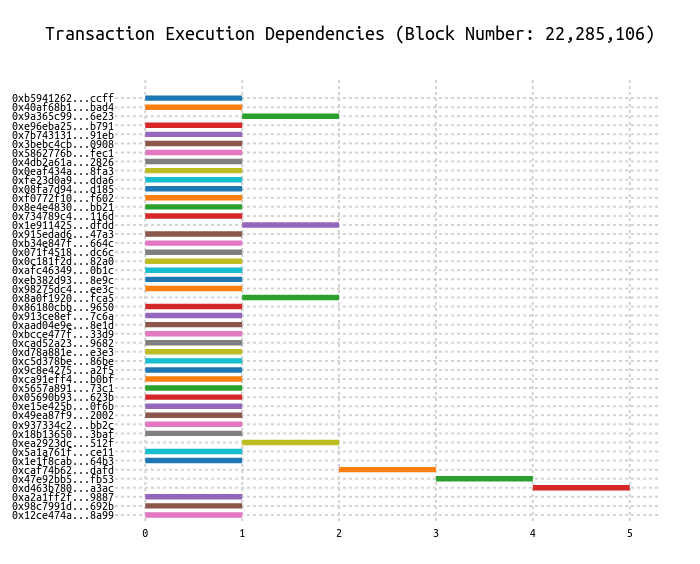 Transaction Execution Dependencies (Block Number: 22,285,106)
0xb5941262...ccff
0x40af68b1...bad4
0x9a365c99...6e23
0xe96eba25...b791
0x7b743131...91eb
0x3bebc4cb...0908
0x5862776b...fec1
0x4db2a61a...2826
0x0eaf434a...8fa3
0xfe23d0a9...dda6
0x08fa7d94...d185
0xf0772f10...f602
0x8e4e4830...bb21
0x734789c4...116d
0x1e911425...dfdd
0x915edad6...47a3
0xb34e847f...664c
0x071f4518...dc6c
0x0c181f2d...82a0
0xafc46349...0b1c
0xeb382d93...8e9c
0x98275dc4...ee3c
0x8a0f1920...fca5
0x86180cbb...9650
0x913ce8ef...7c6a
0xaad04e9e...8e1d
0xbcce477f...33d9
0xcad52a23...9682
0xd78a881e...e3e3
0xc5d378be...86be
0x9c8e4275...a2f5
0xca91eff4...b0bf
0x5657a891...73c1
0x05690b93...623b
0xe15e425b...0f6b
0x49ea87f9...2002
0x937334c2...bb2c
0x18b13650...3baf
0xea2923dc...512f
0x5a1a761f...ce11
0x1e1f8cab...64b3
0xcaf74b62...dafd
0x47e92bb5...fb53
0xd463b780...a3ac
0xa2a1ff2f...9887
0x98c7991d...692b
0x12ce474a...8a99
0 1 2 3 4 5